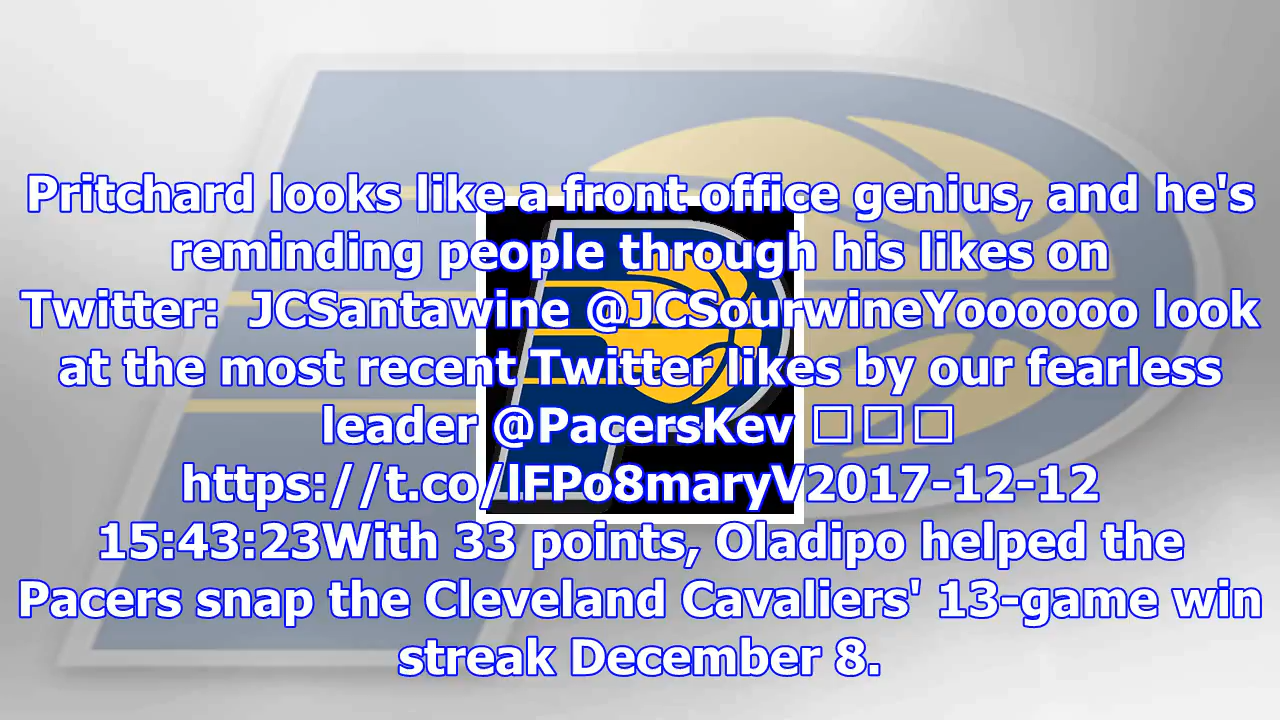 Pritchard looks like a front office genius, and he's
reminding people through his likes on
Twitter:  JCSantawine @JCSourwineYoooooo look
at the most recent Twitter likes by our fearless
leader @PacersKev □□□
https://t.co/lFPo8maryV2017-12-12
15:43:23With 33 points, Oladipo helped the
Pacers snap the Cleveland Cavaliers' 13-game win
streak December 8.